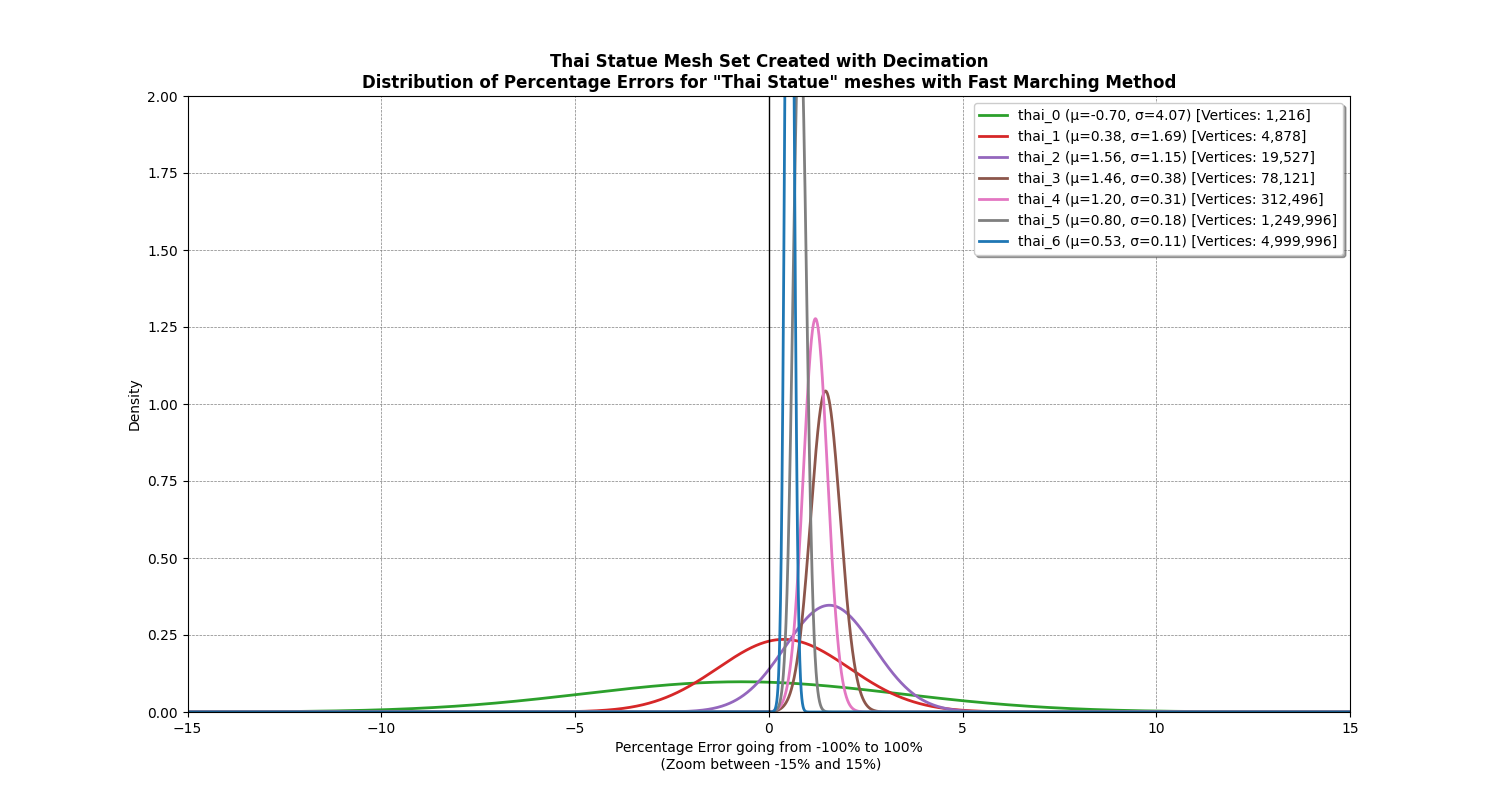 Thai Statue Mesh Set Created with Decimation
Distribution of Percentage Errors for "Thai Statue" meshes with Fast Marching Method
2.00
1.75
1.50
1.25
1.00
0.75
0.50
0.25
0.00
Density
thai_0 (μ=-0.70, σ=4.07) [Vertices: 1,216]
thai_1 (μ=0.38, σ=1.69) [Vertices: 4,878]
thai_2 (μ=1.56, σ=1.15) [Vertices: 19,527]
thai_3 (μ=1.46, σ=0.38) [Vertices: 78,121]
thai_4 (μ=1.20, σ=0.31) [Vertices: 312,496]
thai_5 (μ=0.80, σ=0.18) [Vertices: 1,249,996]
thai_6 (μ=0.53, σ=0.11) [Vertices: 4,999,996]
−15 −10 −5 0 5 10 15
Percentage Error going from -100% to 100%
(Zoom between -15% and 15%)